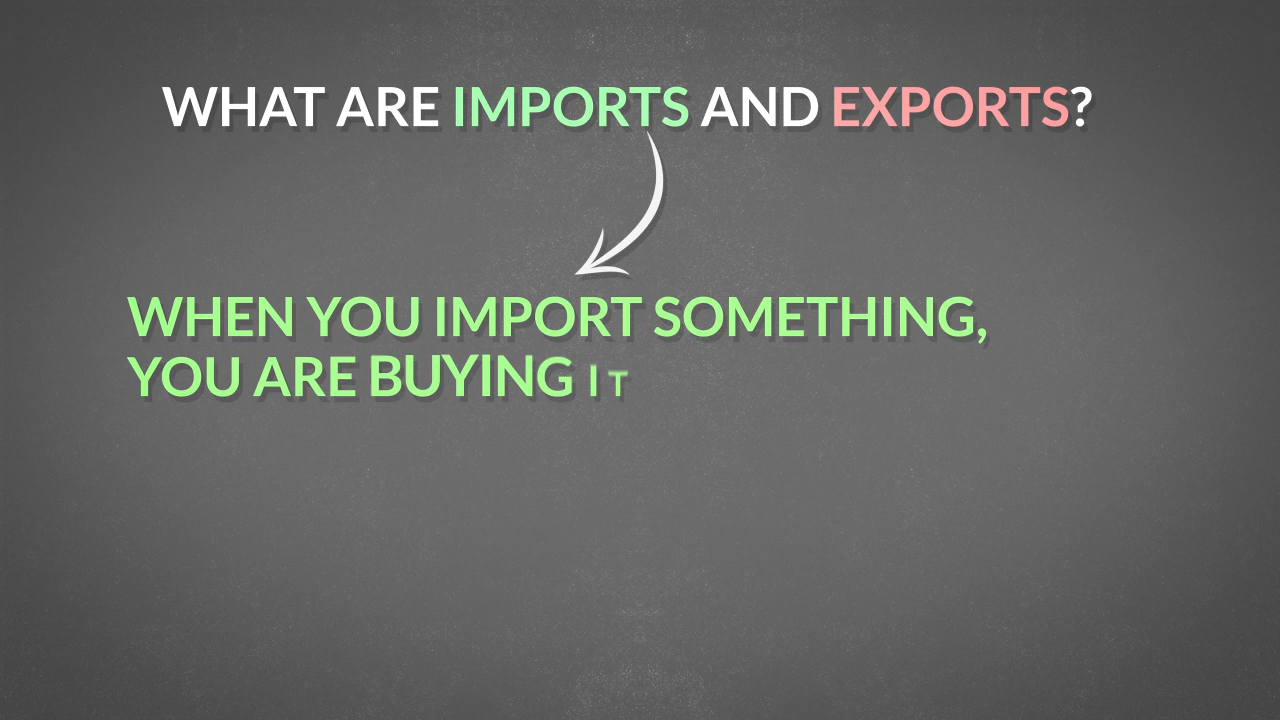 WHAT ARE IMPORTS AND EXPORTS?
WHEN YOU IMPORT SOMETHING,
YOU ARE BUYING IT